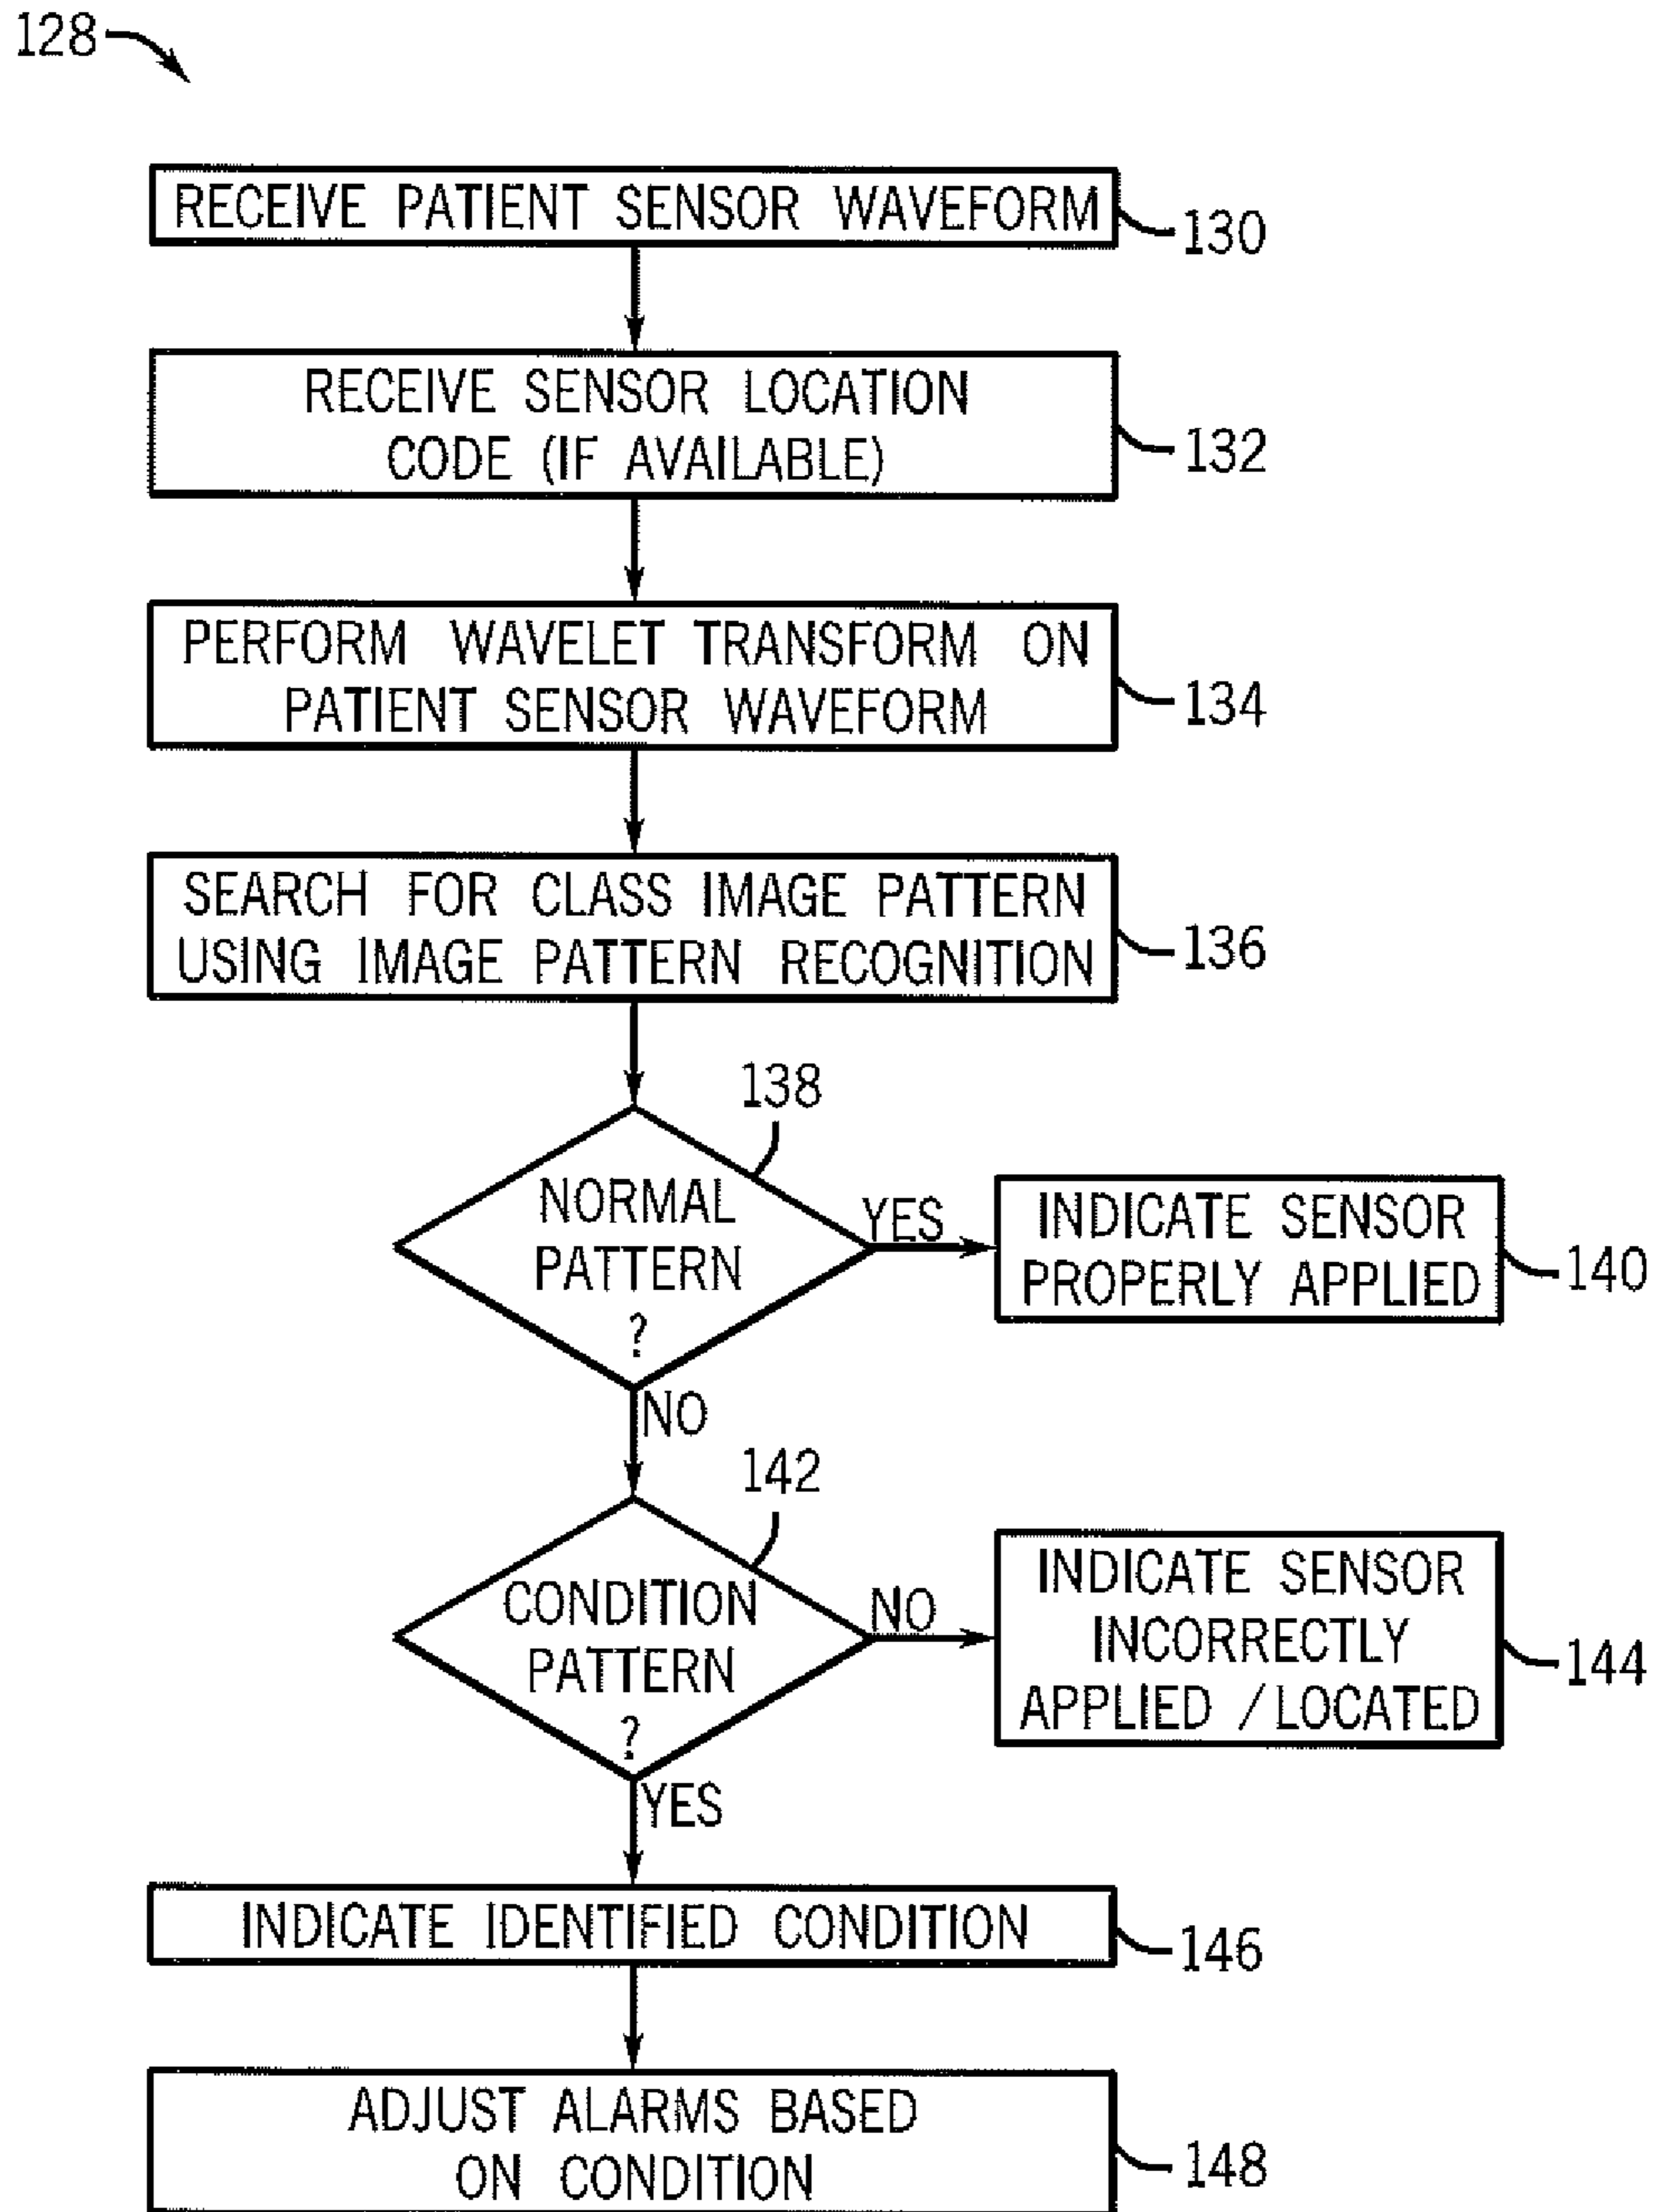 128
RECEIVE PATIENT SENSOR WAVEFORM
130
RECEIVE SENSOR LOCATION
CODE (IF AVAILABLE)
132
PERFORM WAVELET TRANSFORM ON
PATIENT SENSOR WAVEFORM
134
SEARCH FOR CLASS IMAGE PATTERN
USING IMAGE PATTERN RECOGNITION
136
138
NORMAL
PATTERN
?
YES
INDICATE SENSOR
PROPERLY APPLIED
140
NO
142
CONDITION
PATTERN
?
NO
INDICATE SENSOR
INCORRECTLY
APPLIED / LOCATED
144
YES
INDICATE IDENTIFIED CONDITION
146
ADJUST ALARMS BASED
ON CONDITION
148